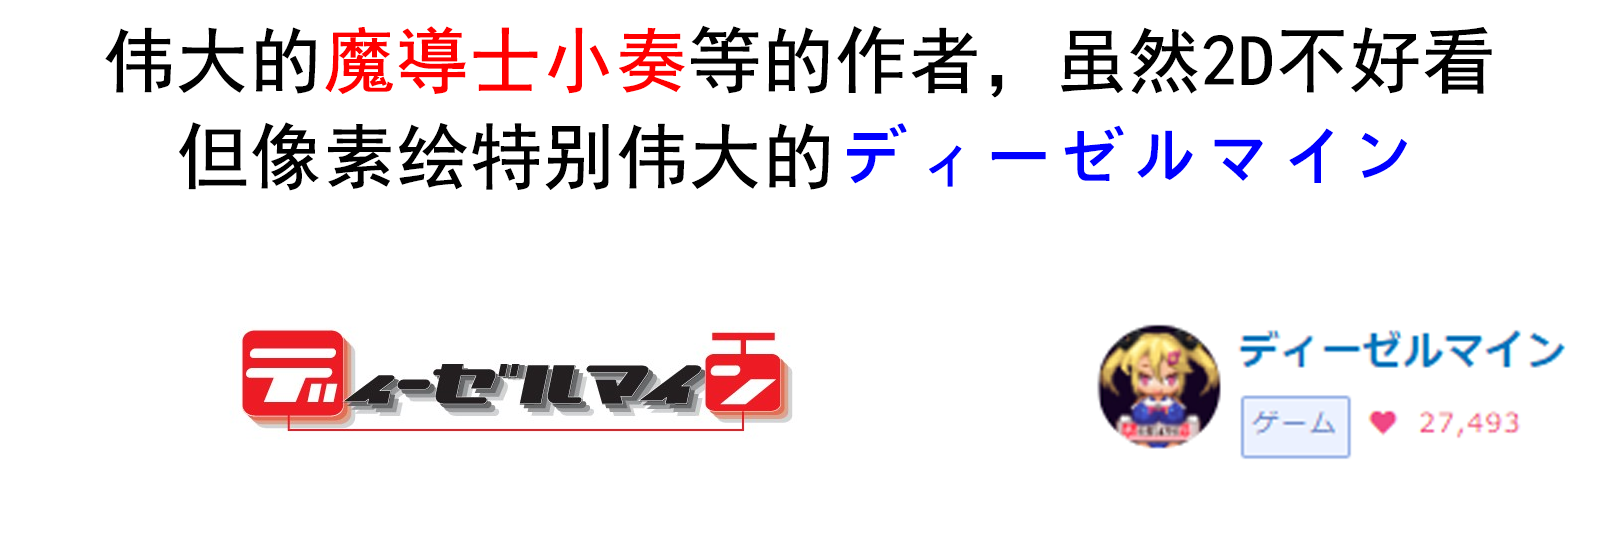 伟大的魔導士小奏等的作者，虽然2D不好看
但像素绘特别伟大的ディーゼルマイン
ディーゼルマイン
ディーゼルマイン
ゲーム ♥ 27,493